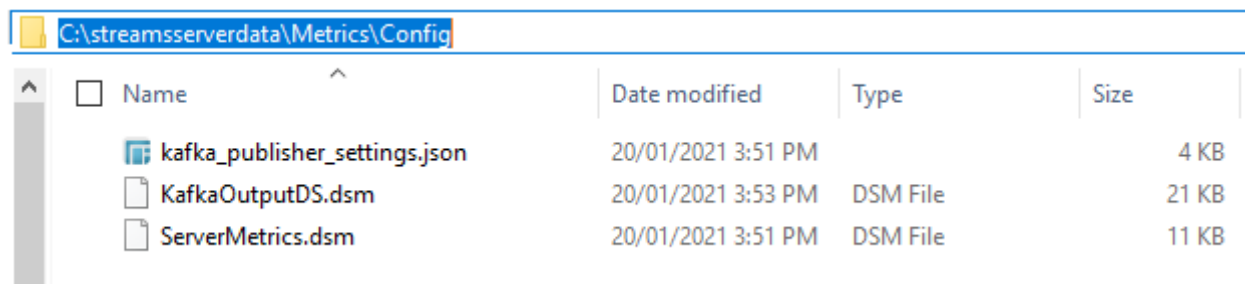 C:\streamsserverdata\Metrics\Config
Name Date modified Type Size
kafka_publisher_settings.json 20/01/2021 3:51 PM 4 KB
KafkaOutputDS.dsm 20/01/2021 3:53 PM DSM File 21 KB
ServerMetrics.dsm 20/01/2021 3:51 PM DSM File 11 KB